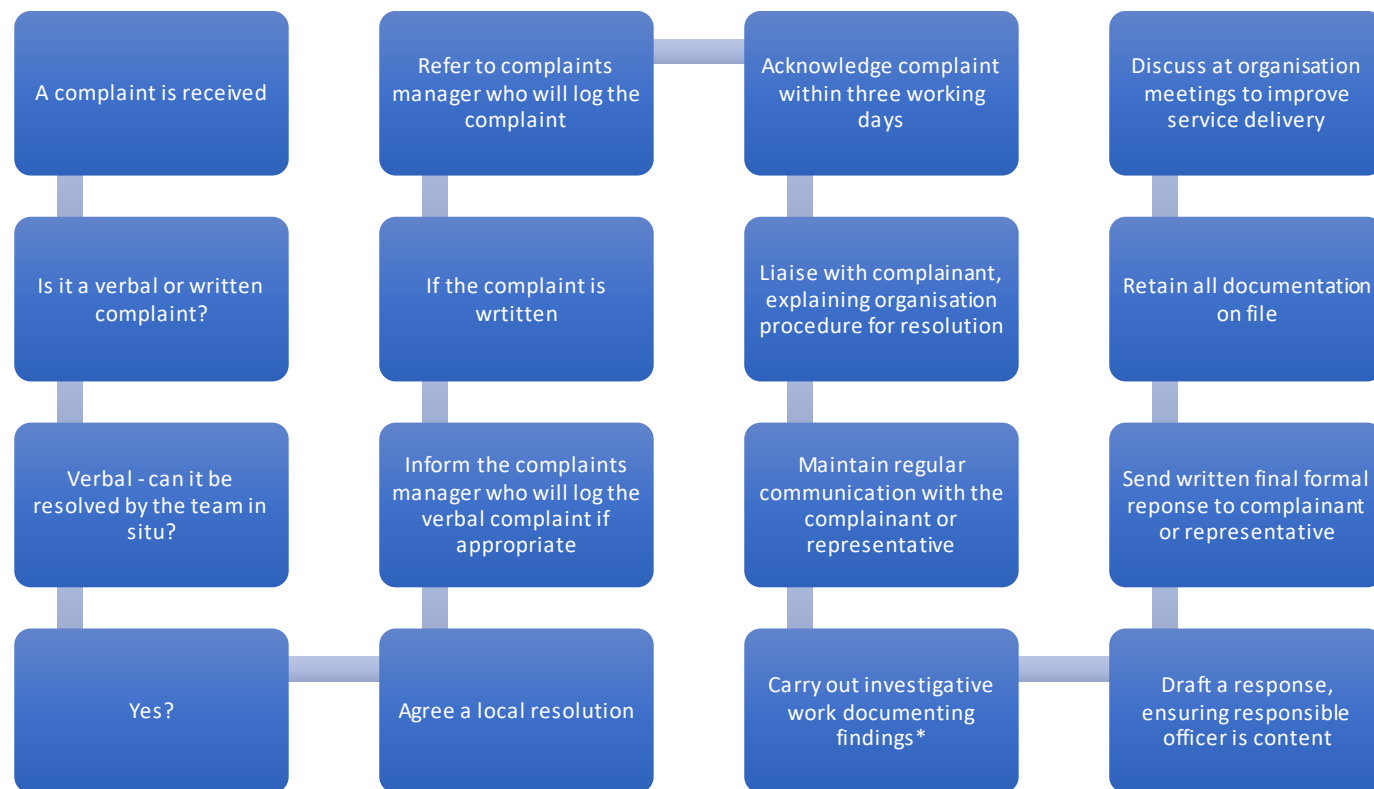 A complaint is received
Is it a verbal or written
complaint?
Verbal - can it be
resolved by the team in
situ?
Yes?
Agree a local resolution
Inform the complaints
manager who will log the
verbal complaint if
appropriate
If the complaint is
wrtitten
Refer to complaints
manager who will log the
complaint
Acknowledge complaint
within three working
days
Liaise with complainant,
explaining organisation
procedure for resolution
Maintain regular
communication with the
complainant or
representative
Carry out investigative
work documenting
findings*
Draft a response,
ensuring responsible
officer is content
Send written final formal
reponse to complainant
or representative
Retain all documentation
on file
Discuss at organisation
meetings to improve
service delivery